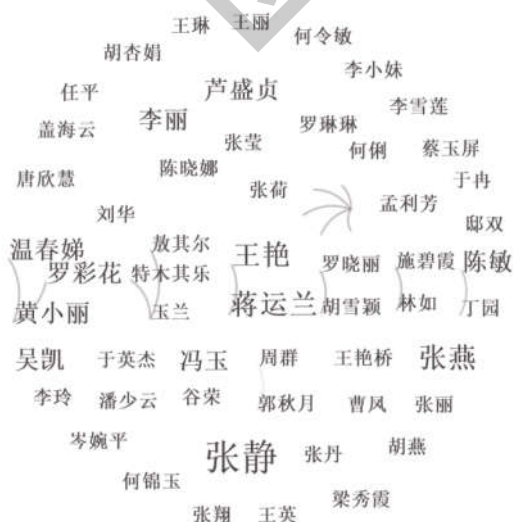 王琳 王丽
何令敏
胡杏娟
李小妹
任平 芦盛贞
李雪莲
盖海云 李丽 罗琳琳
张莹 何俐 蔡玉屏
陈晓娜
唐欣慧 张荷 于冉
刘华 孟利芳
邸双
温春娣 敖其尔 王艳
罗彩花 特木其乐 罗晓丽 施碧霞 陈敏
黄小丽 玉兰 蒋运兰 胡雪颖 林如 丁园
吴凯 于英杰 冯玉 周群 王艳桥 张燕
李玲 潘少云 谷荣 郭秋月 曹凤 张丽
岑婉平 张静 张丹 胡燕
何锦玉
张翔 王英 梁秀霞